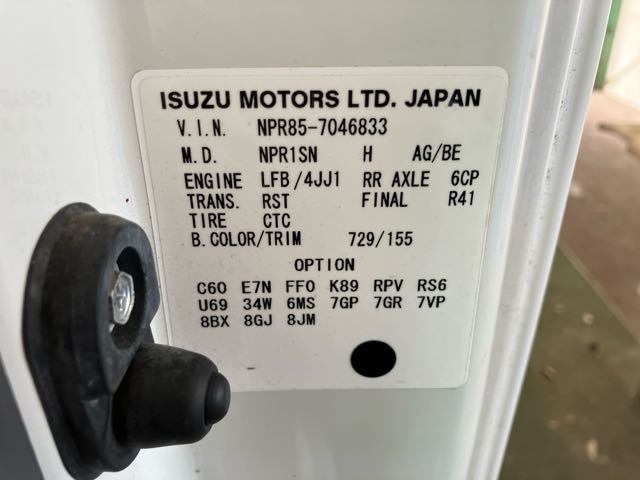 ISUZU MOTORS LTD. JAPAN
V.I.N. NPR85-7046833
M.D. NPR1SN H AG/BE
ENGINE LFB/4JJ1 RR AXLE 6CP
TRANS. RST FINAL R41
TIRE CTC
B.COLOR/TRIM 729/155
OPTION
C60 E7N FF0 K89 RPV RS6
U69 34W 6MS 7GP 7GR 7VP
8BX 8GJ 8JM